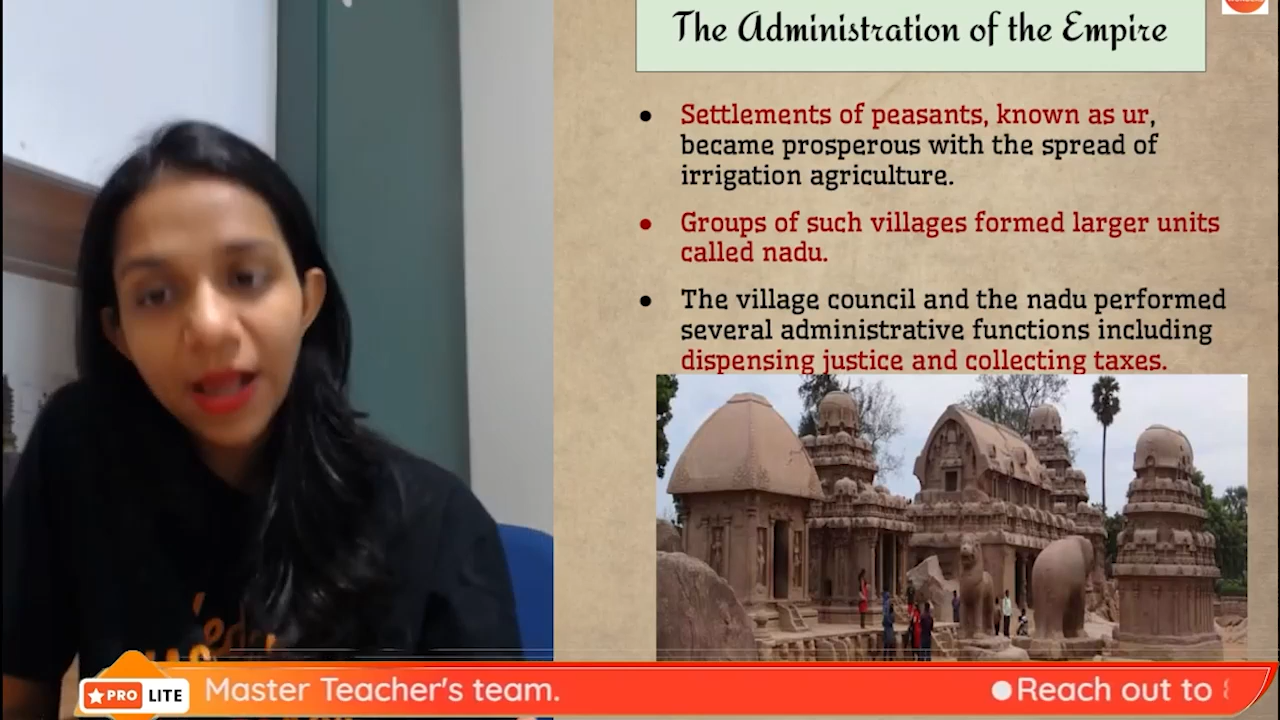 The Administration of the Empire
Settlements of peasants, known as ur,
became prosperous with the spread of
irrigation agriculture.
Groups of such villages formed larger units
called nadu.
The village council and the nadu performed
several administrative functions including
dispensing justice and collecting taxes.
PRO LITE
Master Teacher's team.
Reach out to